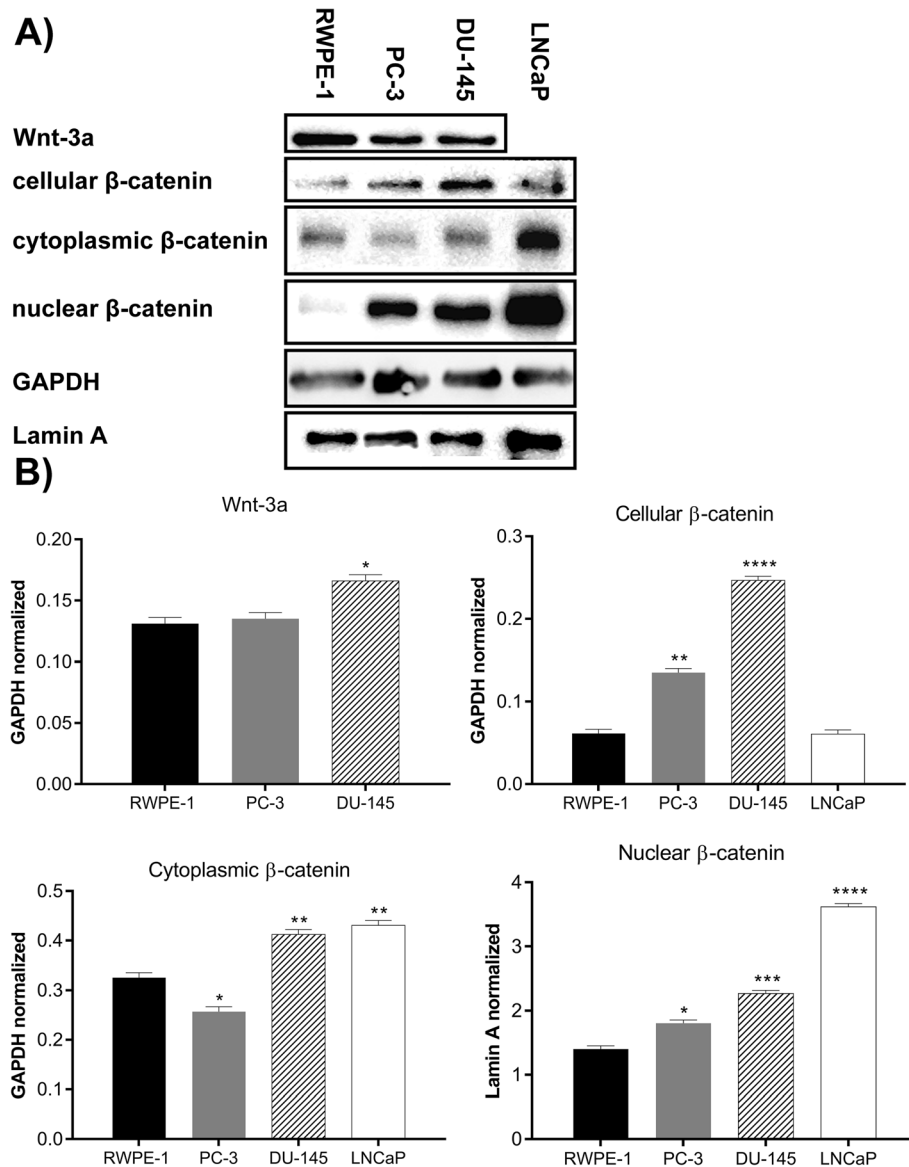 A)
RWPE-1 PC-3 DU-145 LNCaP
Wnt-3a
cellular β-catenin
cytoplasmic β-catenin
nuclear β-catenin
GAPDH
Lamin A
B)
Wnt-3a
GAPDH normalized
0.20
0.15
0.10
0.05
0.00
*
RWPE-1 PC-3 DU-145
Cellular β-catenin
GAPDH normalized
0.3
0.2
0.1
0.0
** ****
RWPE-1 PC-3 DU-145 LNCaP
Cytoplasmic β-catenin
GAPDH normalized
0.5
0.4
0.3
0.2
0.1
0.0
* ** **
RWPE-1 PC-3 DU-145 LNCaP
Nuclear β-catenin
Lamin A normalized
4
3
2
1
0
* *** ****
RWPE-1 PC-3 DU-145 LNCaP